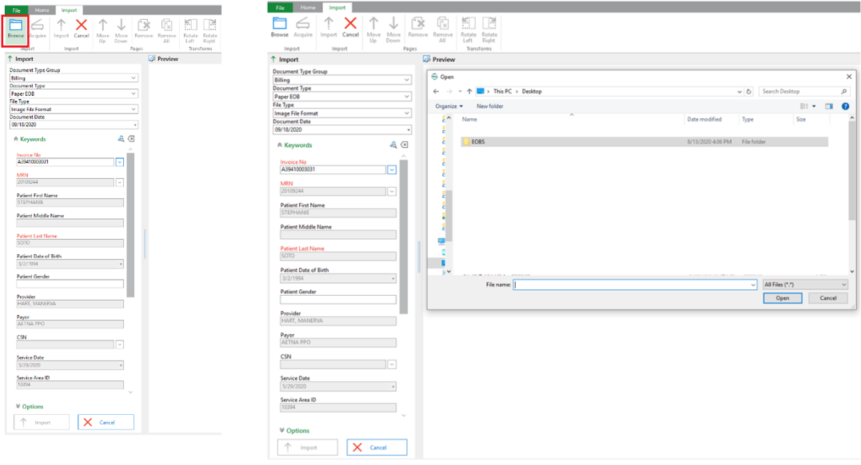 File Home Import
Browse Acquire Import Cancel Move Up Move Down Remove Remove All Rotate Left Rotate Right
Import Import Pages Transforms
Import
Document Type Group
Billing
Document Type
Paper EOB
File Type
Image File Format
Document Date
09/18/2020
Keywords
Invoice No
A39410003031
MRN
20109244
Patient First Name
STEPHANIE
Patient Middle Name
Patient Last Name
SOTO
Patient Date of Birth
5/2/1994
Patient Gender
Provider
HART, MANERVA
Payer
AETNA PPO
CSN
Service Date
5/29/2020
Service Area ID
10394
Options
Import Cancel
Preview
File Home Import
Browse Acquire Import Cancel Move Up Move Down Remove Remove All Rotate Left Rotate Right
Import Import Pages Transforms
Import
Document Type Group
Billing
Document Type
Paper EOB
File Type
Image File Format
Document Date
09/18/2020
Keywords
Invoice No
A39410003031
MRN
20109244
Patient First Name
STEPHANIE
Patient Middle Name
Patient Last Name
SOTO
Patient Date of Birth
5/2/1994
Patient Gender
Provider
HART, MANERVA
Payer
AETNA PPO
CSN
Service Date
5/29/2020
Service Area ID
10394
Options
Import Cancel
Preview
Open
This PC > Desktop
Search Desktop
Organize New folder
Name Date modified Type Size
EOBS 8/13/2020 4:06 PM File folder
File name: All Files (*.*)
Open Cancel